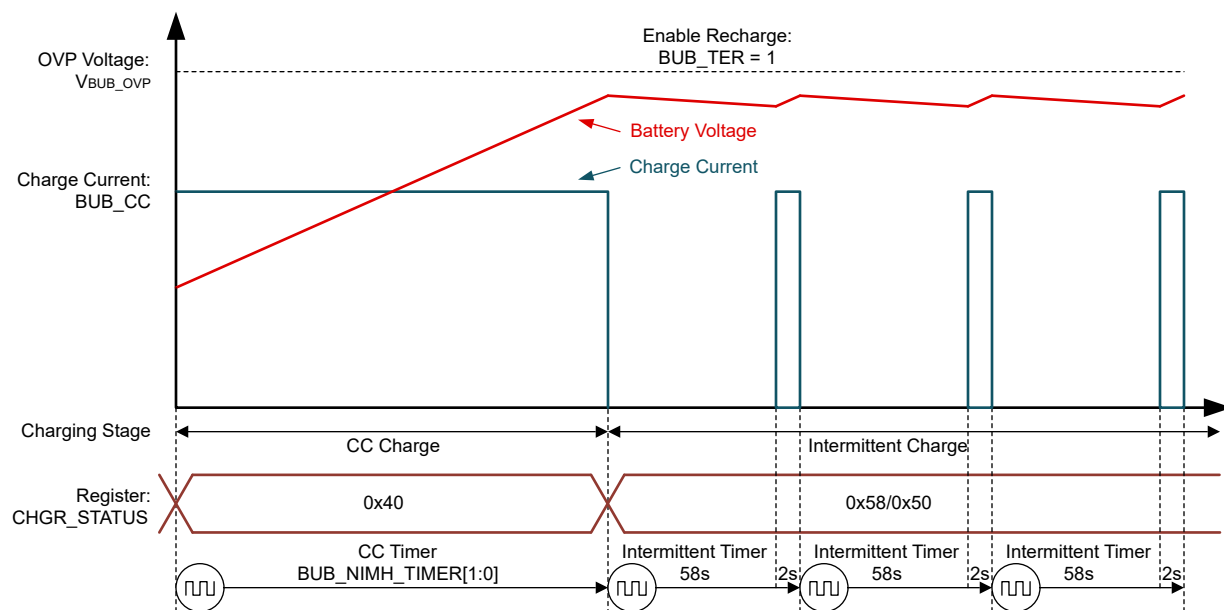 Enable Recharge:
BUB_TER = 1
OVP Voltage:
VBUB_OVP
Battery Voltage
Charge Current
Charge Current:
BUB_CC
Charging Stage
CC Charge
Intermittent Charge
Register:
CHGR_STATUS
0x40
0x58/0x50
CC Timer
BUB_NIMH_TIMER[1:0]
Intermittent Timer
58s
2s
Intermittent Timer
58s
2s
Intermittent Timer
58s
2s